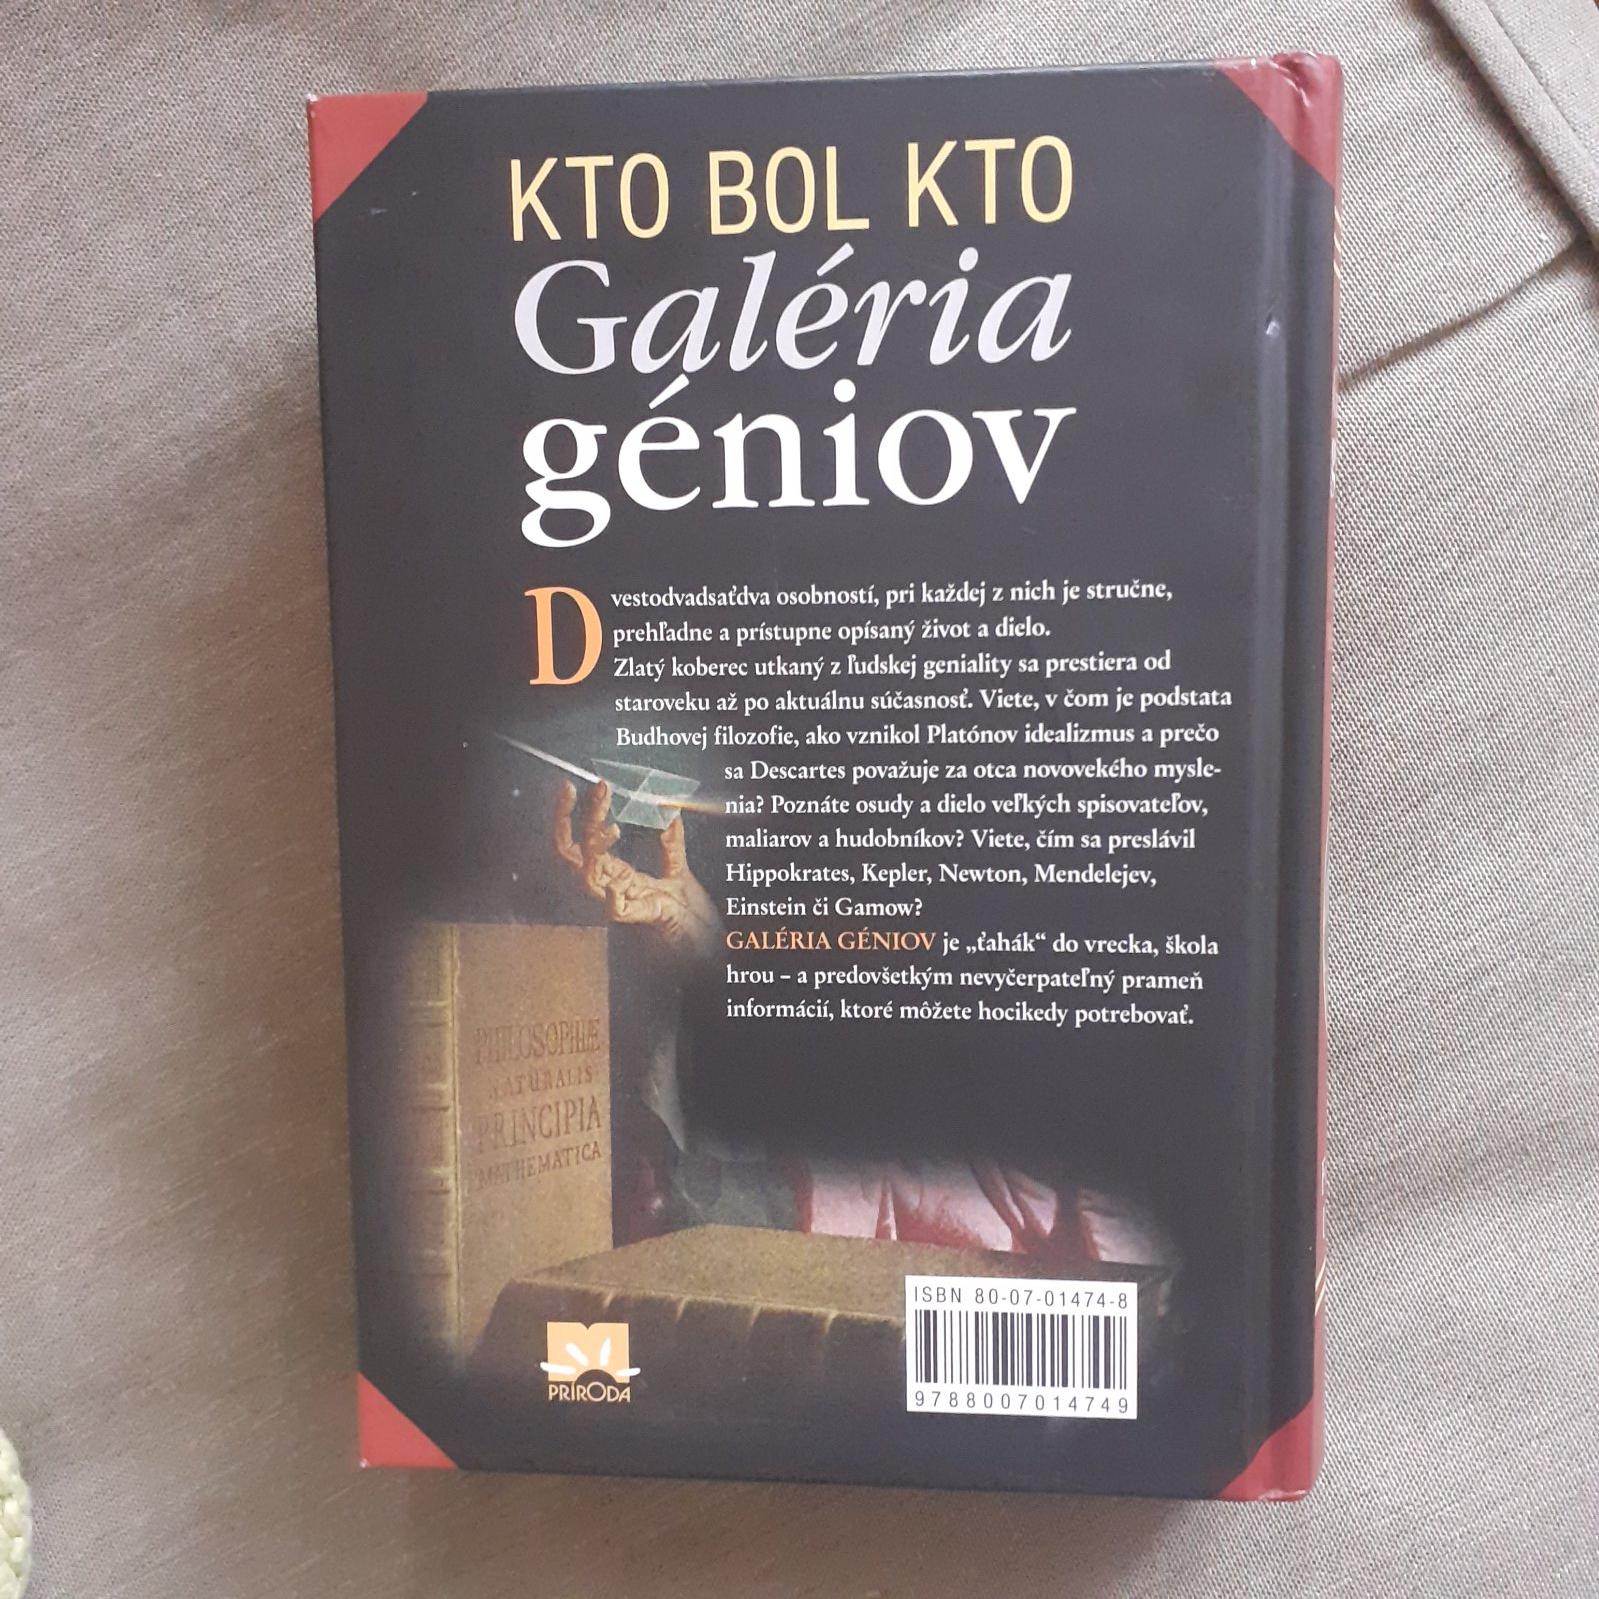 KTO BOL KTO
Galéria
géniov
Dvestodvadsaťdva osobností, pri každej z nich je stručne,
prehľadne a prístupne opísaný život a dielo.
Zlatý koberec utkaný z ľudskej geniality sa prestiera od
staroveku až po aktuálnu súčasnosť. Viete, v čom je podstata
Budhovej filozofie, ako vznikol Platónov idealizmus a prečo
sa Descartes považuje za otca novovekého mysle-
nia? Poznáte osudy a dielo veľkých spisovateľov,
maliarov a hudobníkov? Viete, čím sa preslávil
Hippokrates, Kepler, Newton, Mendelejev,
Einstein či Gamow?
GALÉRIA GÉNIOV je „ťahák“ do vrecka, škola
hrou – a predovšetkým nevyčerpateľný prameň
informácií, ktoré môžete hocikedy potrebovať.
PHILOSOPHIÆ
NATURALIS
PRINCIPIA
MATHEMATICA
PRÍRODA
ISBN 80-07-01474-8
9788007014749